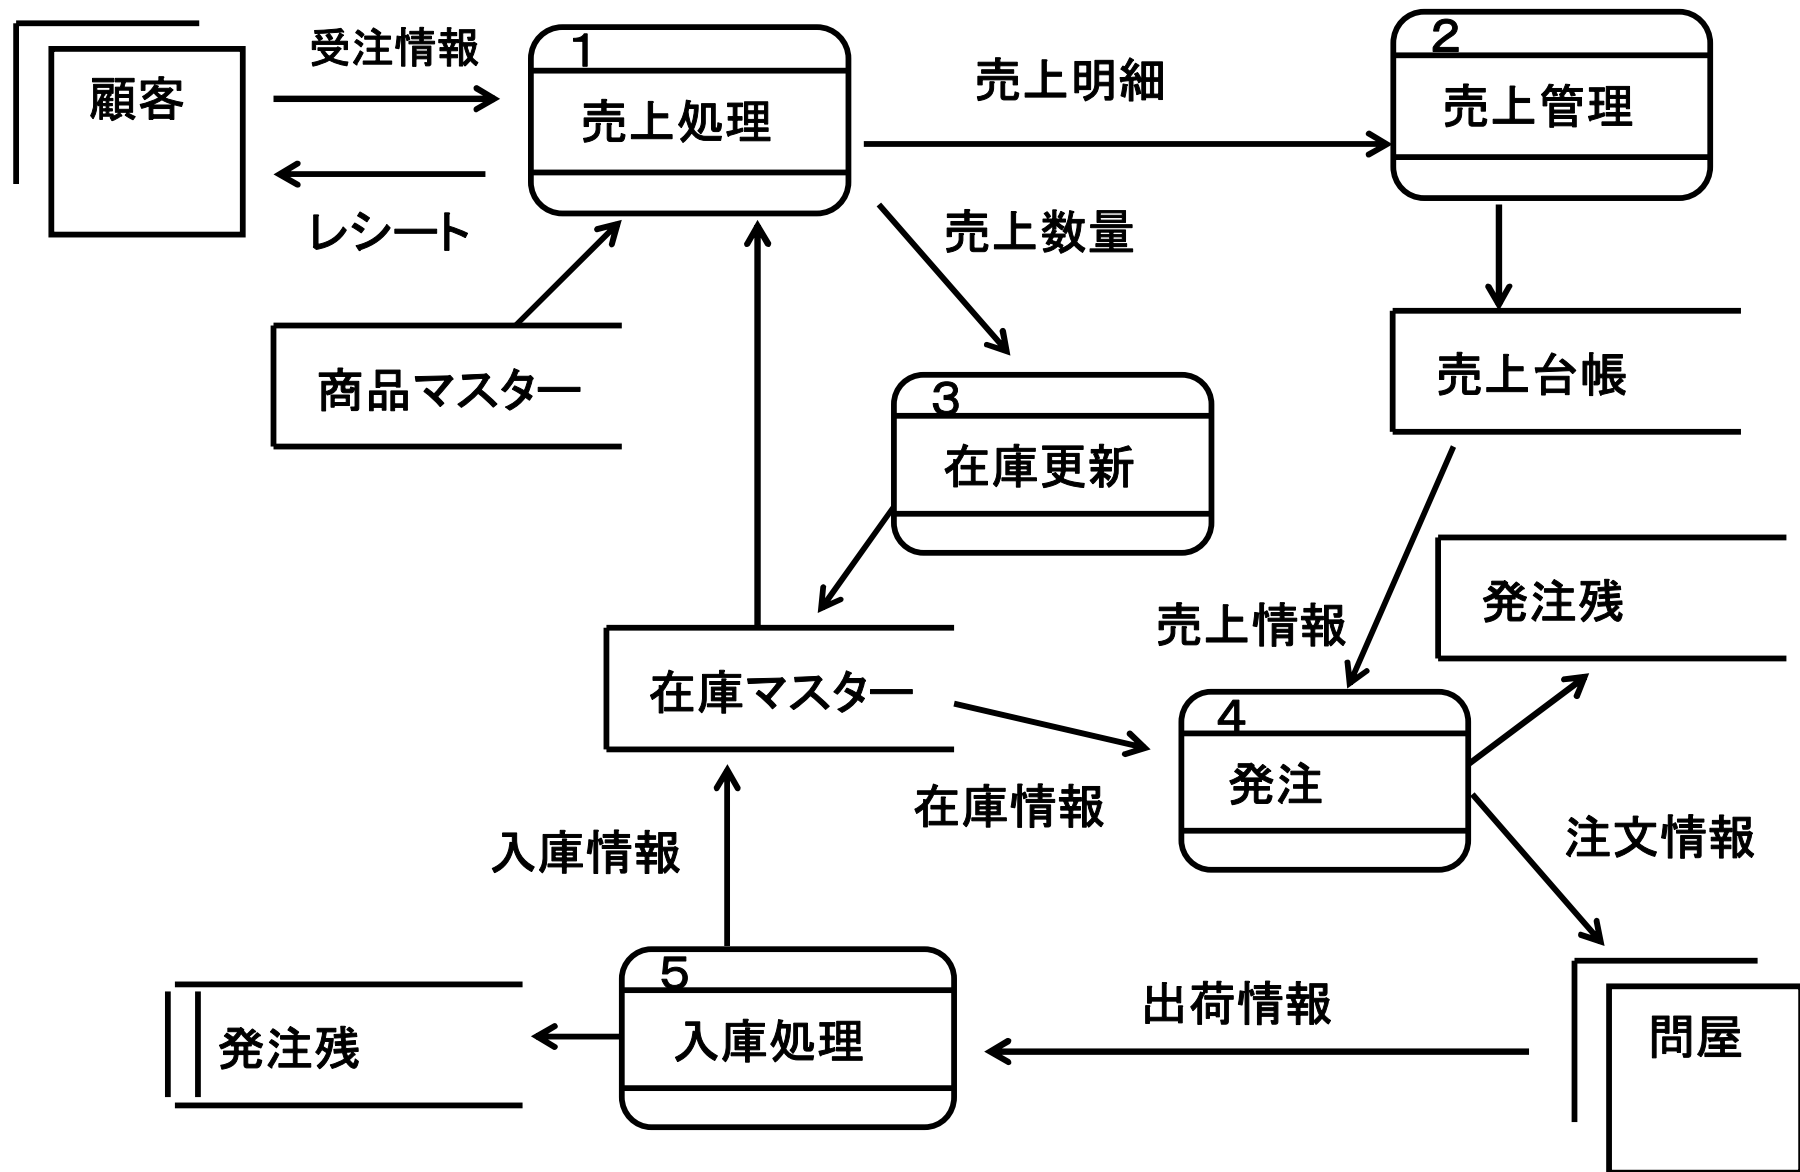 受注情報
1
2
顧客
売上処理
売上明細
売上管理
レシート
売上数量
商品マスター
3
売上台帳
在庫更新
発注残
売上情報
在庫マスター
4
発注
在庫情報
入庫情報
注文情報
5
出荷情報
発注残
入庫処理
問屋